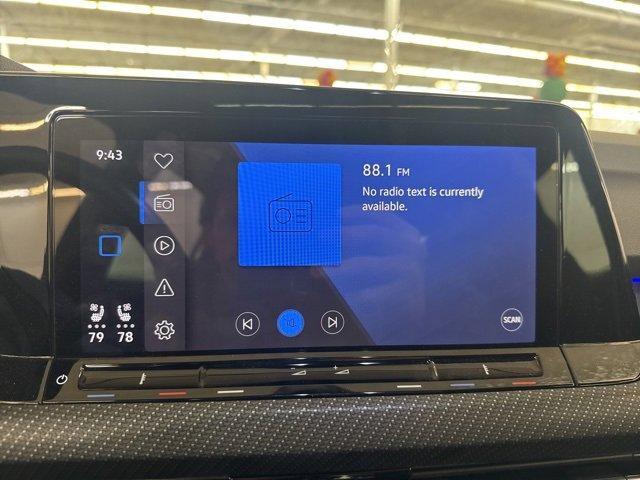 9:43
88.1 FM
No radio text is currently
available.
SCAN
79 78